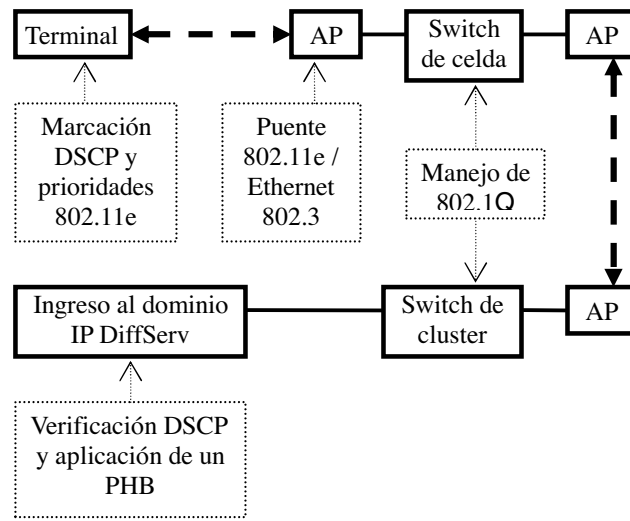 Terminal
AP
Switch
de celda
AP
Marcación
DSCP y
prioridades
802.11e
Puente
802.11e /
Ethernet
802.3
Manejo de
802.1Q
Ingreso al dominio
IP DiffServ
Switch de
cluster
AP
Verificación DSCP
y aplicación de un
PHB